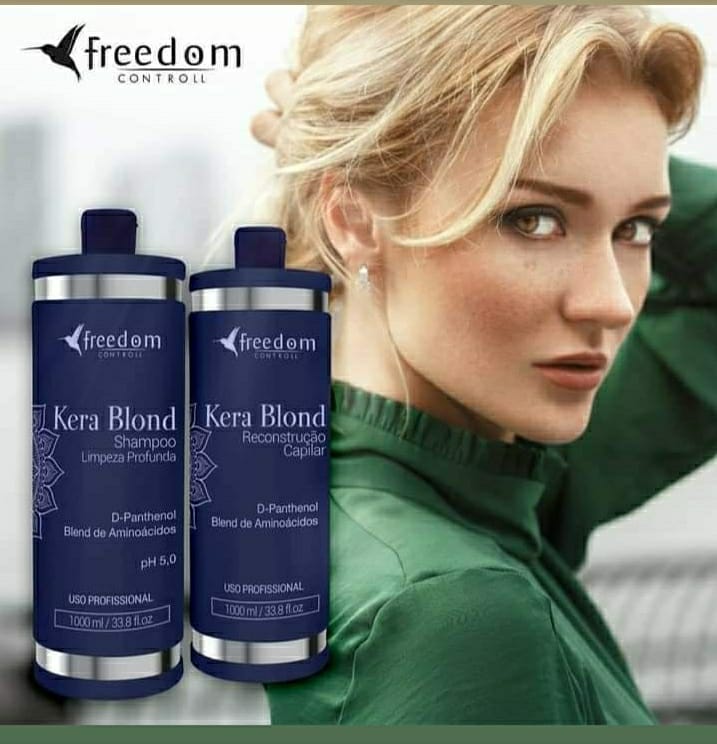 freedom
CONTROLL
freedom
CONTROLL
Kera Blond
Shampoo
Limpeza Profunda
D-Panthenol
Blend de Aminoácidos
pH 5,0
USO PROFISSIONAL
1000 ml / 33.8 fl.oz
freedom
CONTROLL
Kera Blond
Reconstrução
Capilar
D-Panthenol
Blend de Aminoácidos
USO PROFISSIONAL
1000 ml / 33.8 fl.oz